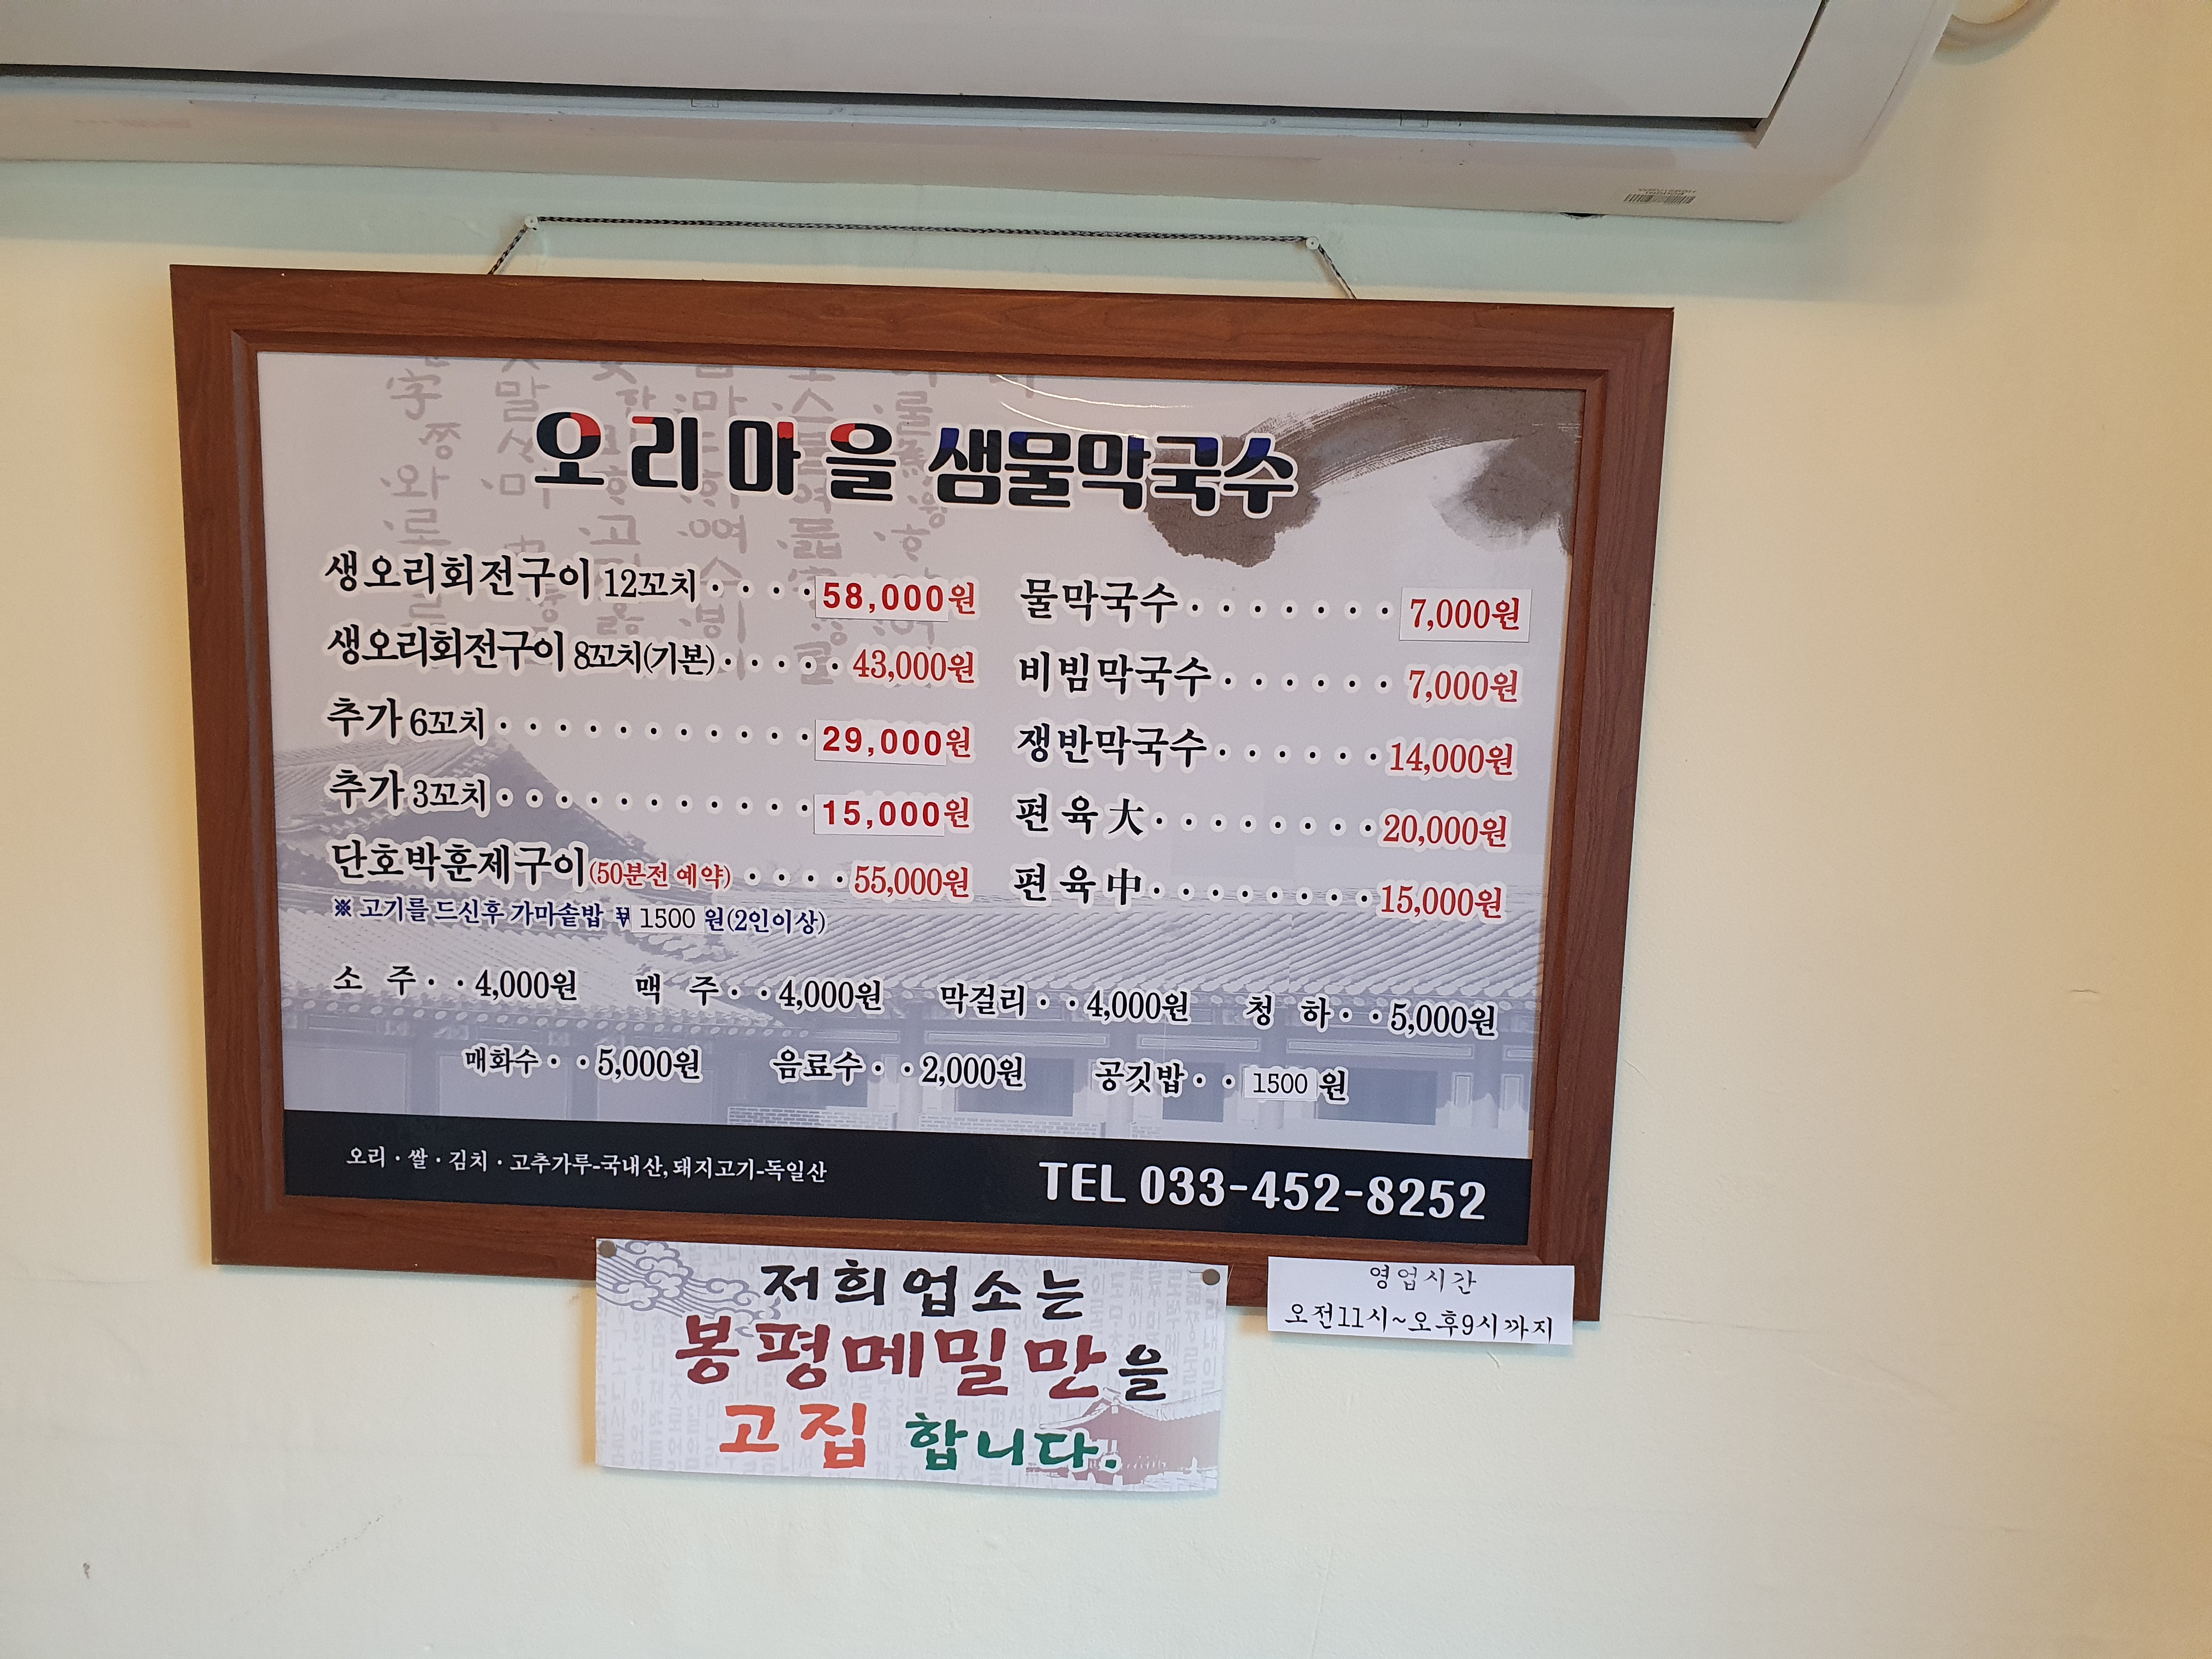 오리마을 샘물막국수
생오리회전구이 12꼬치 · · · · 58,000원
생오리회전구이 8꼬치(기본) · · · · · 43,000원
추가 6꼬치 · · · · · · · · · · · 29,000원
추가 3꼬치 · · · · · · · · · · · 15,000원
단호박훈제구이(50분전 예약) · · · · 55,000원
※ 고기를 드신후 가마솥밥 ₩ 1500 원(2인이상)
물막국수 · · · · · · · 7,000원
비빔막국수 · · · · · · 7,000원
쟁반막국수 · · · · · · 14,000원
편육 大 · · · · · · · · 20,000원
편육 中 · · · · · · · · 15,000원
소 주 · · 4,000원 맥 주 · · 4,000원 막걸리 · · 4,000원 청 하 · · 5,000원
매화수 · · 5,000원 음료수 · · 2,000원 공깃밥 · · 1500 원
오리 · 쌀 · 김치 · 고추가루-국내산, 돼지고기-독일산
TEL 033-452-8252
저희업소는
봉평메밀만을
고집 합니다.
영업시간
오전11시~오후9시까지